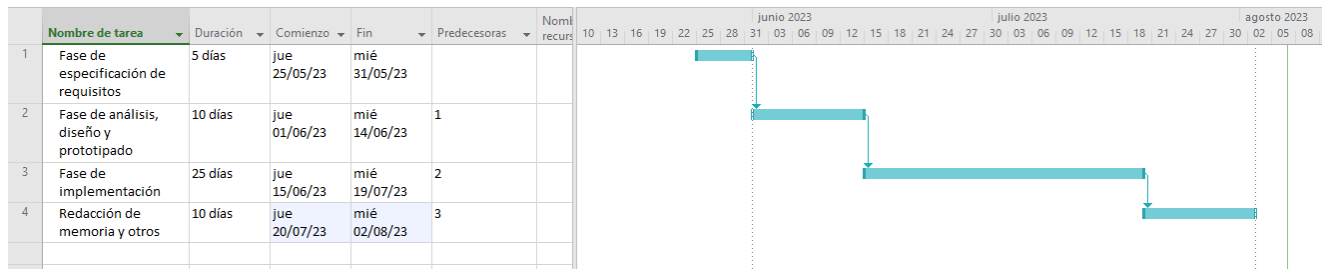 Nombre de tarea Duración Comienzo Fin Predecesoras Noml
recurs
junio 2023 julio 2023 agosto 2023
10 13 16 19 22 25 28 31 03 06 09 12 15 18 21 24 27 30 03 06 09 12 15 18 21 24 27 30 02 05 08
1 Fase de 5 días jue mié
especificación de 25/05/23 31/05/23
requisitos
2 Fase de análisis, 10 días jue mié 1
diseño y 01/06/23 14/06/23
prototipado
3 Fase de 25 días jue mié 2
implementación 15/06/23 19/07/23
4 Redacción de 10 días jue mié 3
memoria y otros 20/07/23 02/08/23